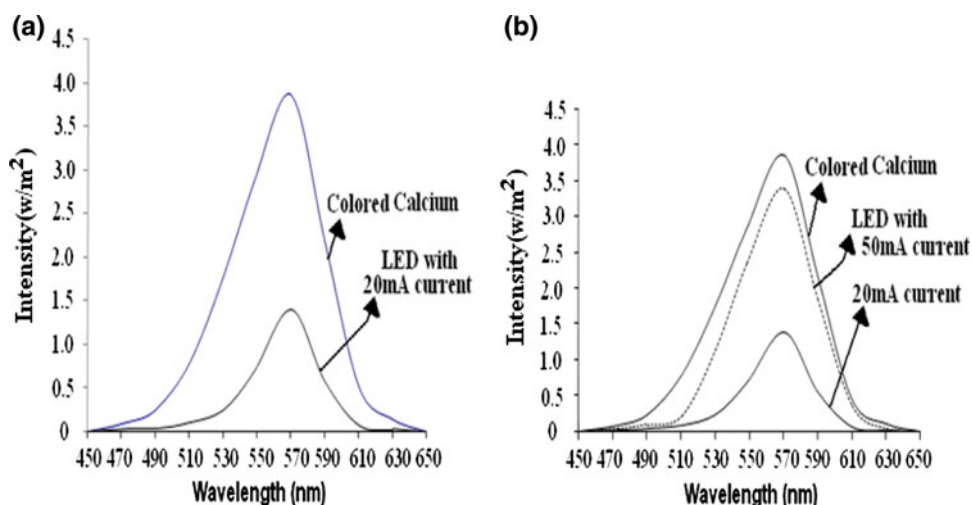 (a)
4.5
4.0
3.5
3.0
2.5
2.0
1.5
1.0
0.5
0
Intensity(w/m²)
Colored Calcium
LED with
20mA current
450 470 490 510 530 550 570 590 610 630 650
Wavelength (nm)
(b)
4.5
4.0
3.5
3.0
2.5
2.0
1.5
1.0
0.5
0
Intensity(w/m²)
Colored Calcium
LED with
50mA current
20mA current
450 470 490 510 530 550 570 590 610 630 650
Wavelength (nm)